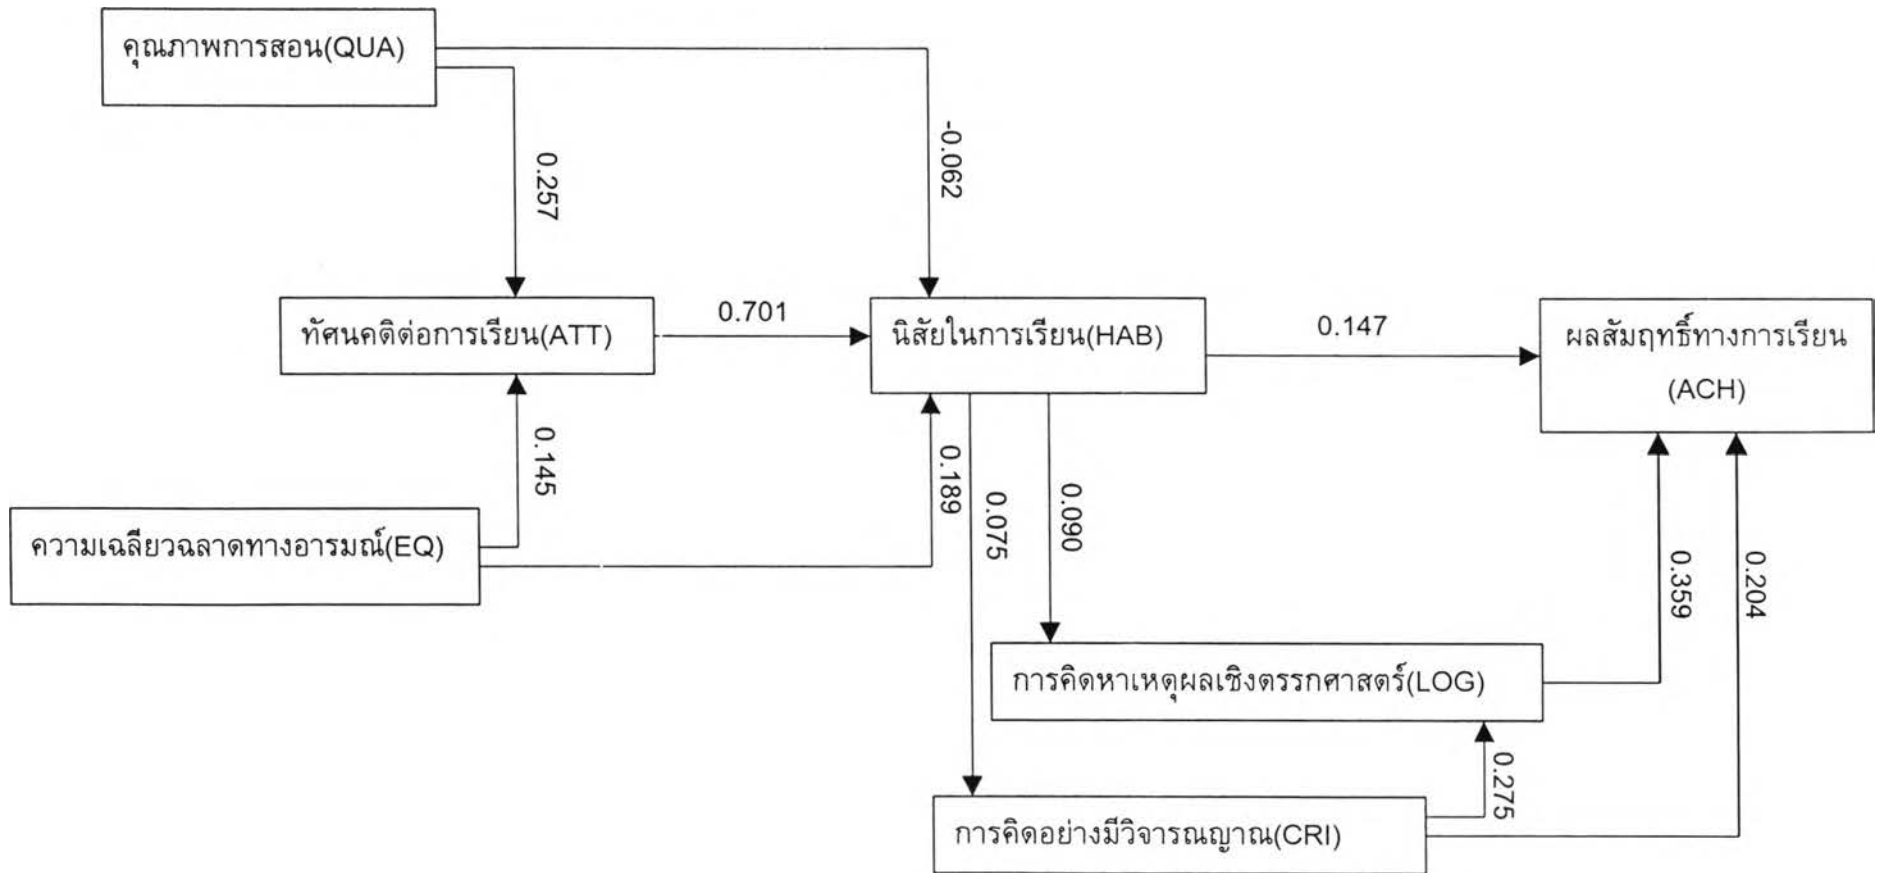 คุณภาพการสอน(QUA)
-0.062
0.257
ทัศนคติต่อการเรียน(ATT)
0.701
นิสัยในการเรียน(HAB)
0.147
ผลสัมฤทธิ์ทางการเรียน
(ACH)
0.145
0.189
0.075
0.090
ความเฉลียวฉลาดทางอารมณ์(EQ)
0.359
0.204
การคิดหาเหตุผลเชิงตรรกศาสตร์(LOG)
0.275
การคิดอย่างมีวิจารณญาณ(CRI)